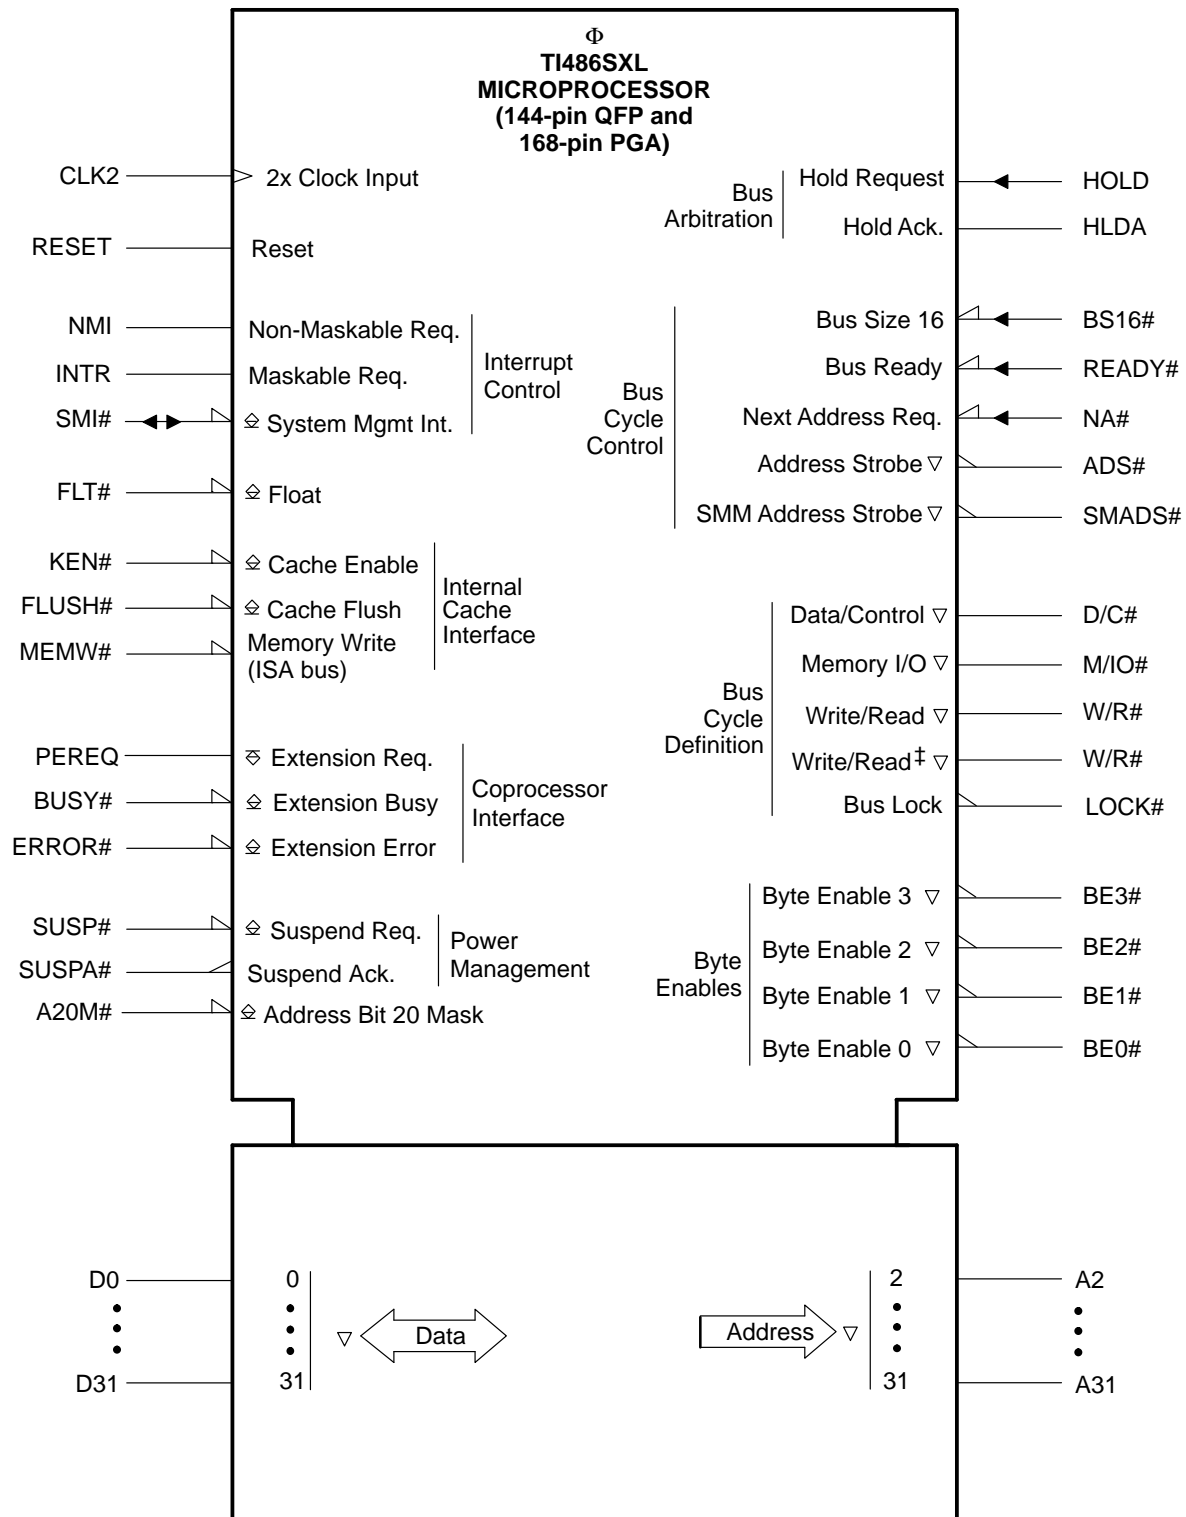 Φ
TI486SXL
MICROPROCESSOR
(144-pin QFP and
168-pin PGA)
CLK2
2x Clock Input
RESET
Reset
NMI
Non-Maskable Req.
INTR
Maskable Req.
SMI#
System Mgmt Int.
Interrupt
Control
FLT#
Float
KEN#
Cache Enable
FLUSH#
Cache Flush
MEMW#
Memory Write
(ISA bus)
Internal
Cache
Interface
PEREQ
Extension Req.
BUSY#
Extension Busy
ERROR#
Extension Error
Coprocessor
Interface
SUSP#
Suspend Req.
SUSPA#
Suspend Ack.
Power
Management
A20M#
Address Bit 20 Mask
Bus
Arbitration
Hold Request
HOLD
Hold Ack.
HLDA
Bus
Cycle
Control
Bus Size 16
BS16#
Bus Ready
READY#
Next Address Req.
NA#
Address Strobe
ADS#
SMM Address Strobe
SMADS#
Bus
Cycle
Definition
Data/Control
D/C#
Memory I/O
M/IO#
Write/Read
W/R#
Write/Read‡
W/R#
Bus Lock
LOCK#
Byte
Enables
Byte Enable 3
BE3#
Byte Enable 2
BE2#
Byte Enable 1
BE1#
Byte Enable 0
BE0#
D0
0
D31
31
Data
Address
2
A2
31
A31